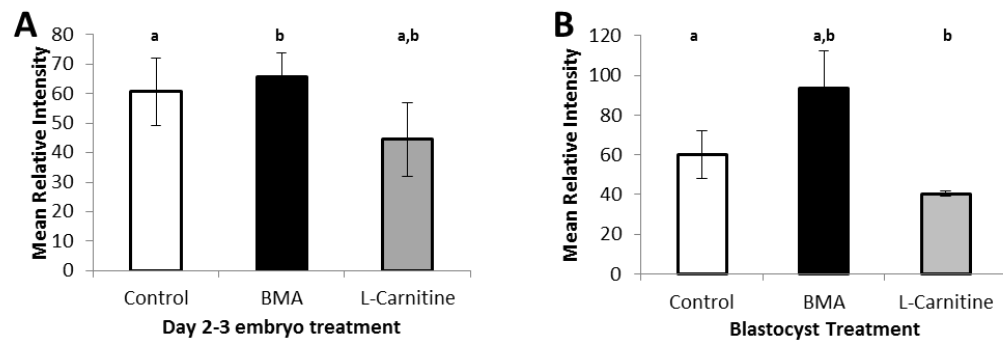 A
a
b
a,b
80
70
60
50
40
30
20
10
0
Mean Relative Intensity
Control
BMA
L-Carnitine
Day 2-3 embryo treatment
B
a
a,b
b
120
100
80
60
40
20
0
Mean Relative Intensity
Control
BMA
L-Carnitine
Blastocyst Treatment